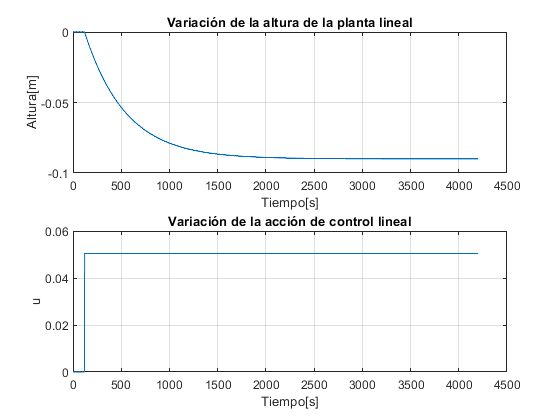 Variación de la altura de la planta lineal
0
-0.05
-0.1
Altura[m]
0 500 1000 1500 2000 2500 3000 3500 4000 4500
Tiempo[s]
Variación de la acción de control lineal
0.06
0.04
0.02
0
u
0 500 1000 1500 2000 2500 3000 3500 4000 4500
Tiempo[s]